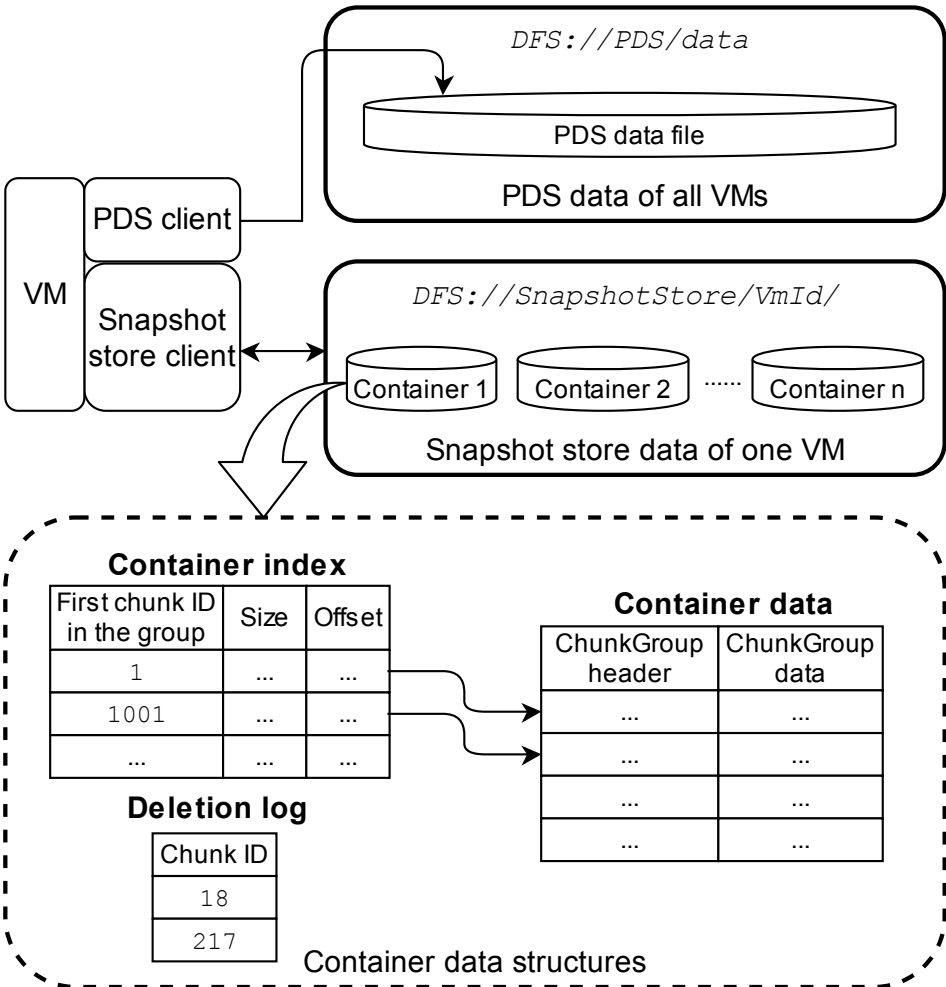 DFS://PDS/data
PDS data file
PDS data of all VMs
PDS client
VM
Snapshot
store client
DFS://SnapshotStore/VmId/
Container 1
Container 2
......
Container n
Snapshot store data of one VM
Container index
First chunk ID
in the group
Size
Offset
1
...
...
1001
...
...
...
...
...
Container data
ChunkGroup
header
ChunkGroup
data
...
...
...
...
...
...
...
...
Deletion log
Chunk ID
18
217
Container data structures